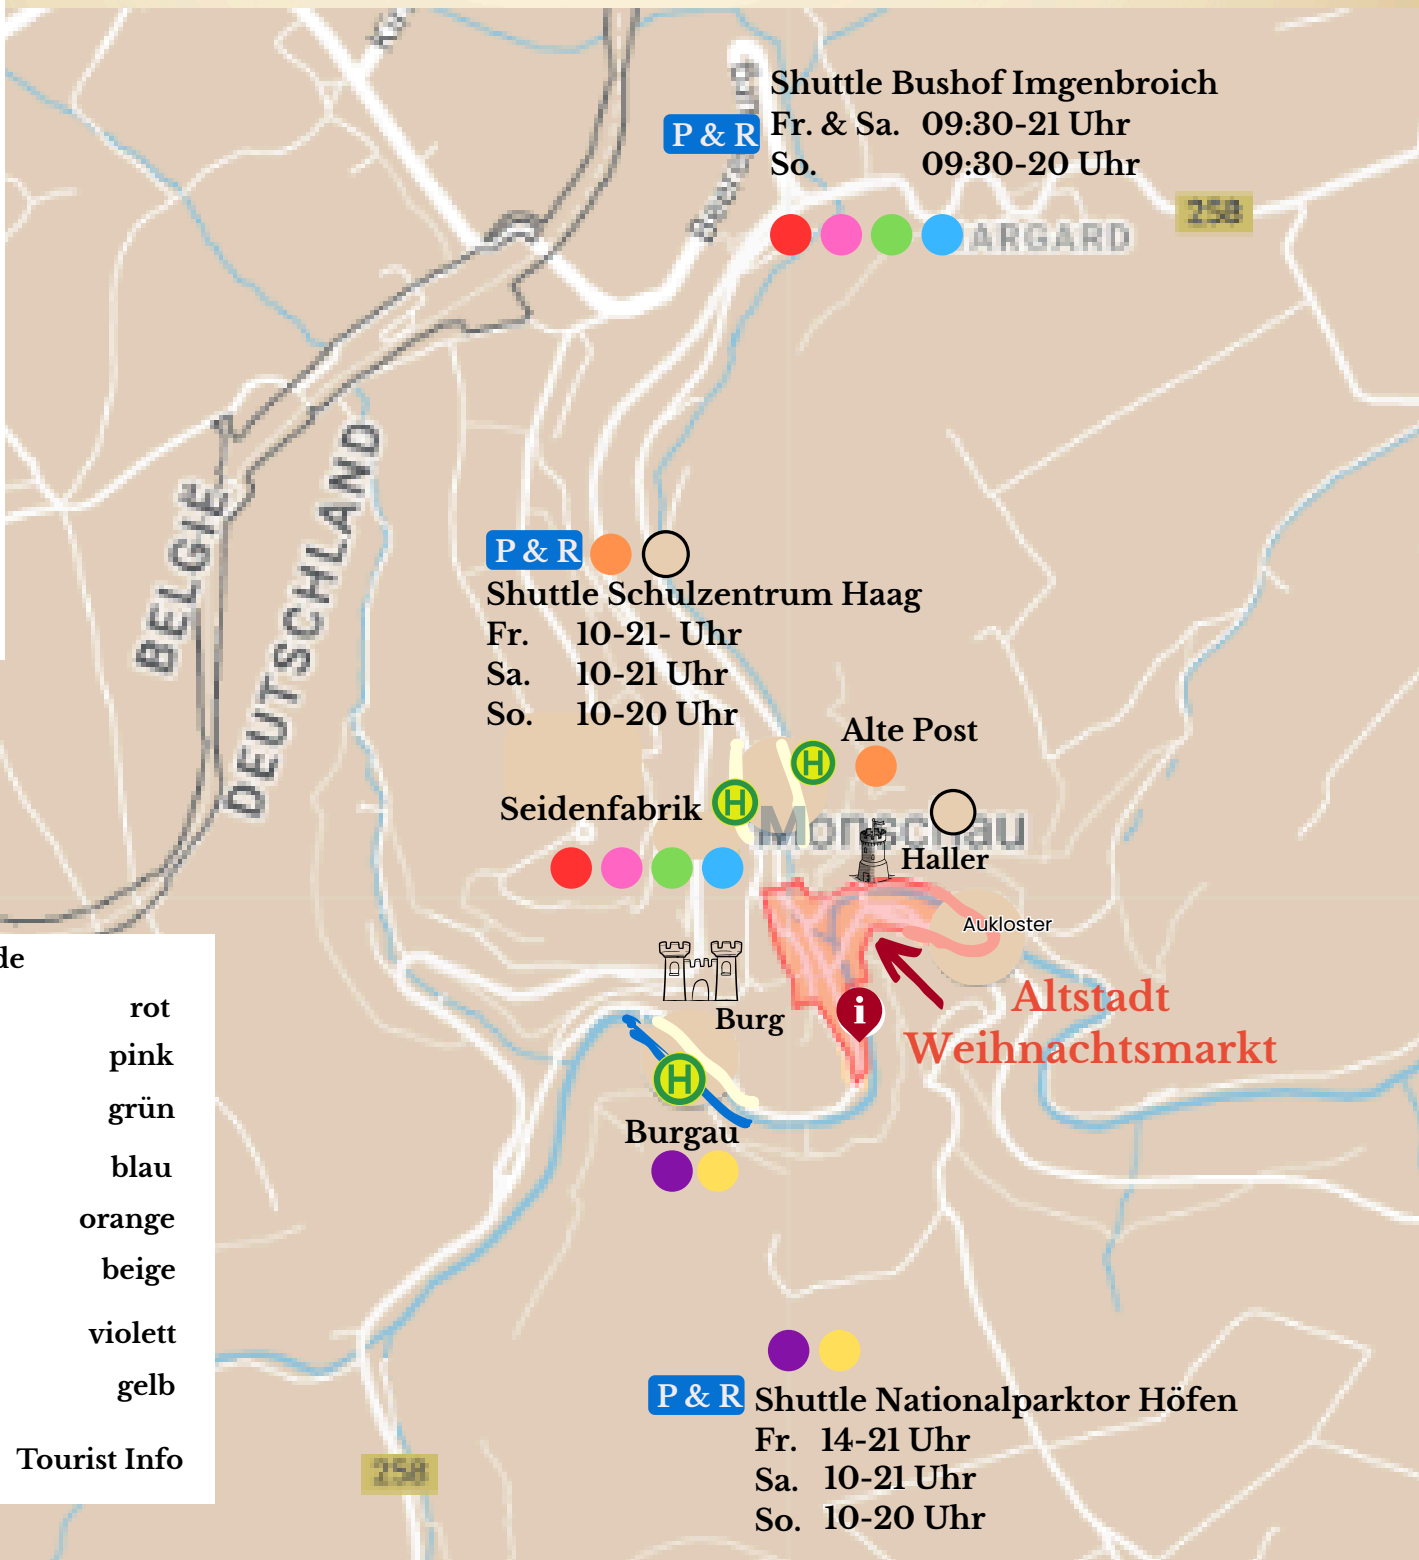 Shuttle Bushof Imgenbroich
P & R
Fr. & Sa. 09:30-21 Uhr
So. 09:30-20 Uhr
258
ARGARD
BELGIE
DEUTSCHLAND
P & R
Shuttle Schulzentrum Haag
Fr. 10-21- Uhr
Sa. 10-21 Uhr
So. 10-20 Uhr
Alte Post
H
Seidenfabrik H
Monschau
Haller
Aukloster
Altstadt
Weihnachtsmarkt
i
Burg
H
Burgau
de
rot
pink
grün
blau
orange
beige
violett
gelb
Tourist Info
P & R Shuttle Nationalparktor Höfen
Fr. 14-21 Uhr
Sa. 10-21 Uhr
So. 10-20 Uhr
258